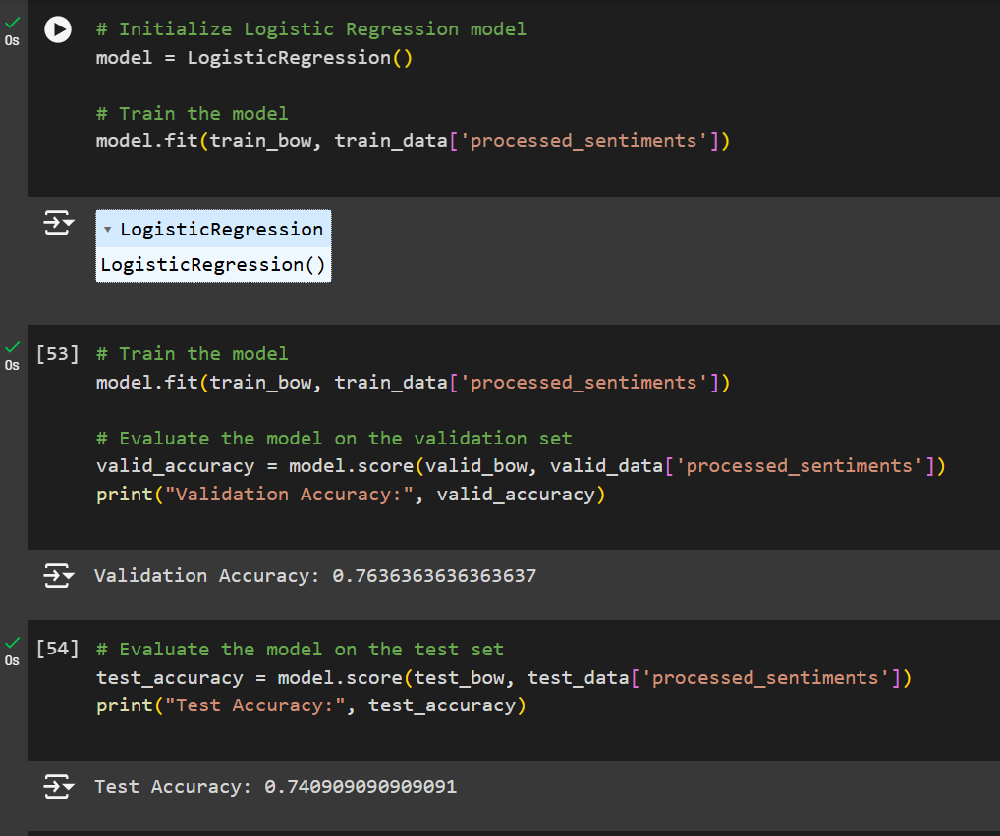 0s
# Initialize Logistic Regression model
model = LogisticRegression()
# Train the model
model.fit(train_bow, train_data['processed_sentiments'])
LogisticRegression
LogisticRegression()
0s
[53]
# Train the model
model.fit(train_bow, train_data['processed_sentiments'])
# Evaluate the model on the validation set
valid_accuracy = model.score(valid_bow, valid_data['processed_sentiments'])
print("Validation Accuracy:", valid_accuracy)
Validation Accuracy: 0.7636363636363637
0s
[54]
# Evaluate the model on the test set
test_accuracy = model.score(test_bow, test_data['processed_sentiments'])
print("Test Accuracy:", test_accuracy)
Test Accuracy: 0.740909090909091